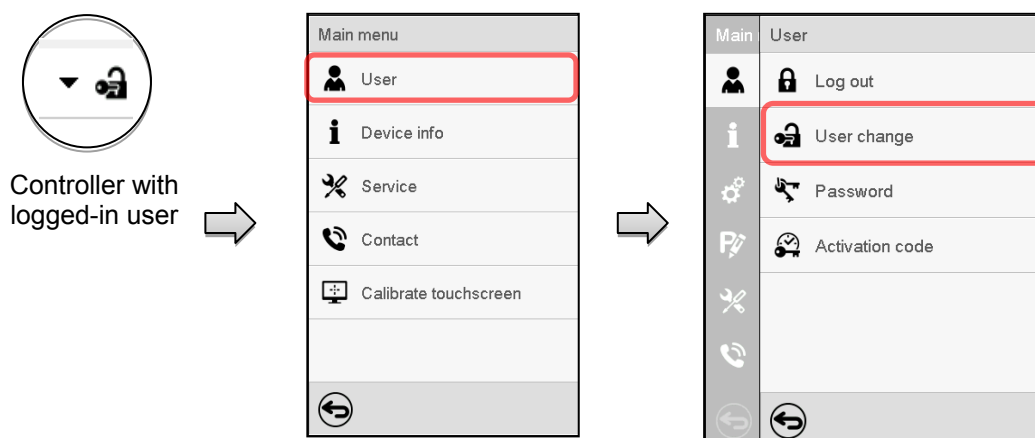 Controller with
logged-in user
Main menu
User
Device info
Service
Contact
Calibrate touchscreen
Main
User
Log out
User change
Password
Activation code